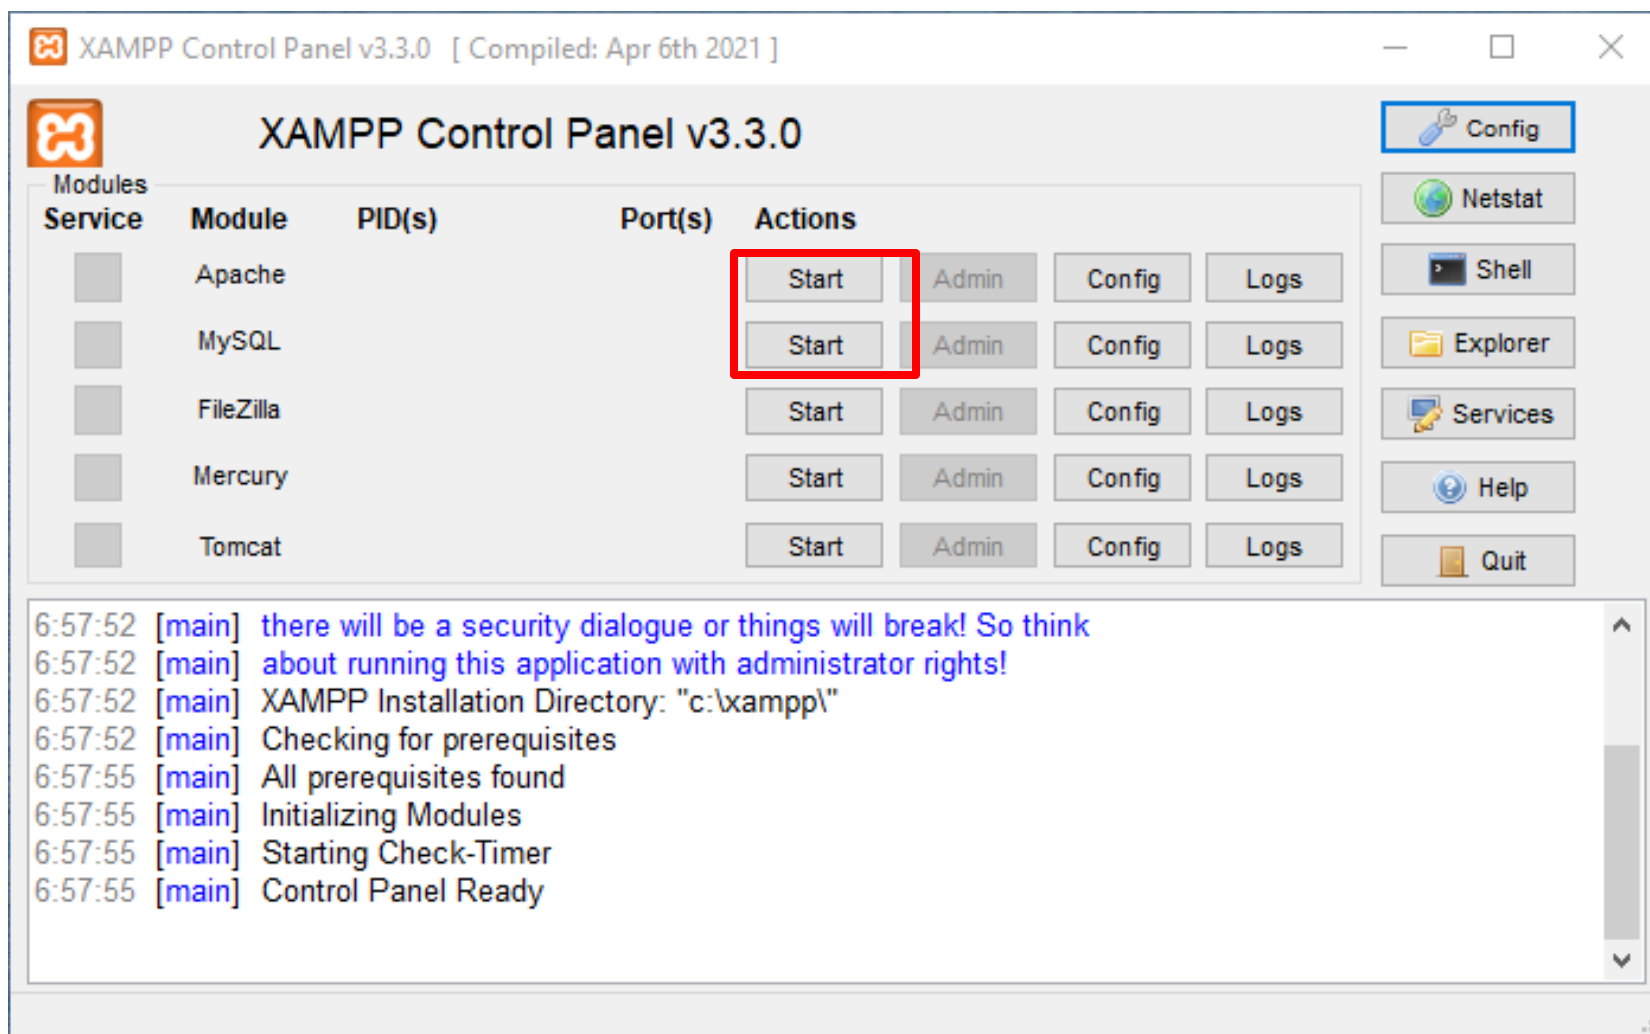 XAMPP Control Panel v3.3.0 [ Compiled: Apr 6th 2021 ]
XAMPP Control Panel v3.3.0
Config
Modules
Netstat
Service Module PID(s) Port(s) Actions
Apache Start Admin Config Logs
Shell
MySQL Start Admin Config Logs
Explorer
FileZilla Start Admin Config Logs
Services
Mercury Start Admin Config Logs
Help
Tomcat Start Admin Config Logs
Quit
6:57:52 [main] there will be a security dialogue or things will break! So think
6:57:52 [main] about running this application with administrator rights!
6:57:52 [main] XAMPP Installation Directory: "c:\xampp\"
6:57:52 [main] Checking for prerequisites
6:57:55 [main] All prerequisites found
6:57:55 [main] Initializing Modules
6:57:55 [main] Starting Check-Timer
6:57:55 [main] Control Panel Ready